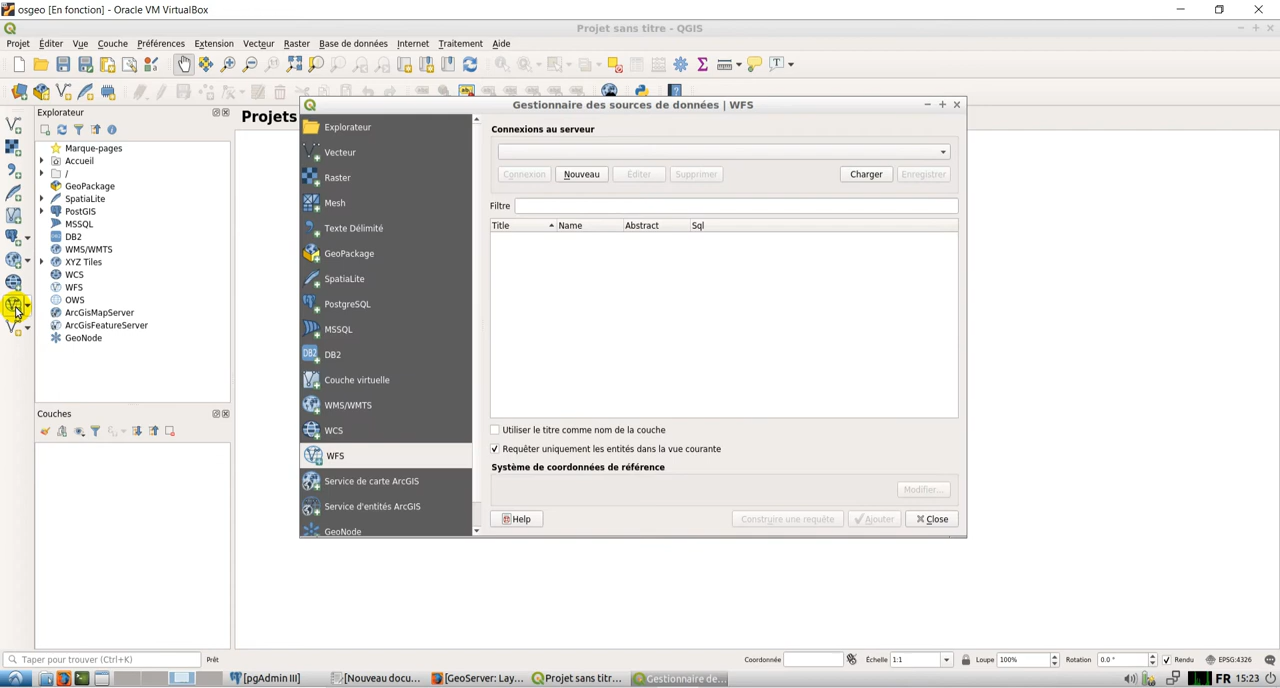 osgeo [En fonction] - Oracle VM VirtualBox
Projet sans titre - QGIS
Projet Éditer Vue Couche Préférences Extension Vecteur Raster Base de données Internet Traitement Aide
Explorateur
Marque-pages
Accueil
/
GeoPackage
SpatiaLite
PostGIS
MSSQL
DB2
WMS/WMTS
XYZ Tiles
WCS
WFS
OWS
ArcGisMapServer
ArcGisFeatureServer
GeoNode
Couches
Projets
Gestionnaire des sources de données | WFS
Explorateur
Vecteur
Raster
Mesh
Texte Délimité
GeoPackage
SpatiaLite
PostgreSQL
MSSQL
DB2
Couche virtuelle
WMS/WMTS
WCS
WFS
Service de carte ArcGIS
Service d'entités ArcGIS
GeoNode
Connexions au serveur
Connexion Nouveau Éditer Supprimer Charger Enregistrer
Filtre
Title Name Abstract Sql
Utiliser le titre comme nom de la couche
Requêter uniquement les entités dans la vue courante
Système de coordonnées de référence
Modifier...
Help Construire une requête Ajouter Close
Taper pour trouver (Ctrl+K) Prêt Coordonnée Échelle 1:1 Loupe 100% Rotation 0.0 ° Rendu EPSG:4326
[pgAdmin III] [Nouveau docu... [GeoServer: Lay... Projet sans titr... Gestionnaire de... FR 15:23